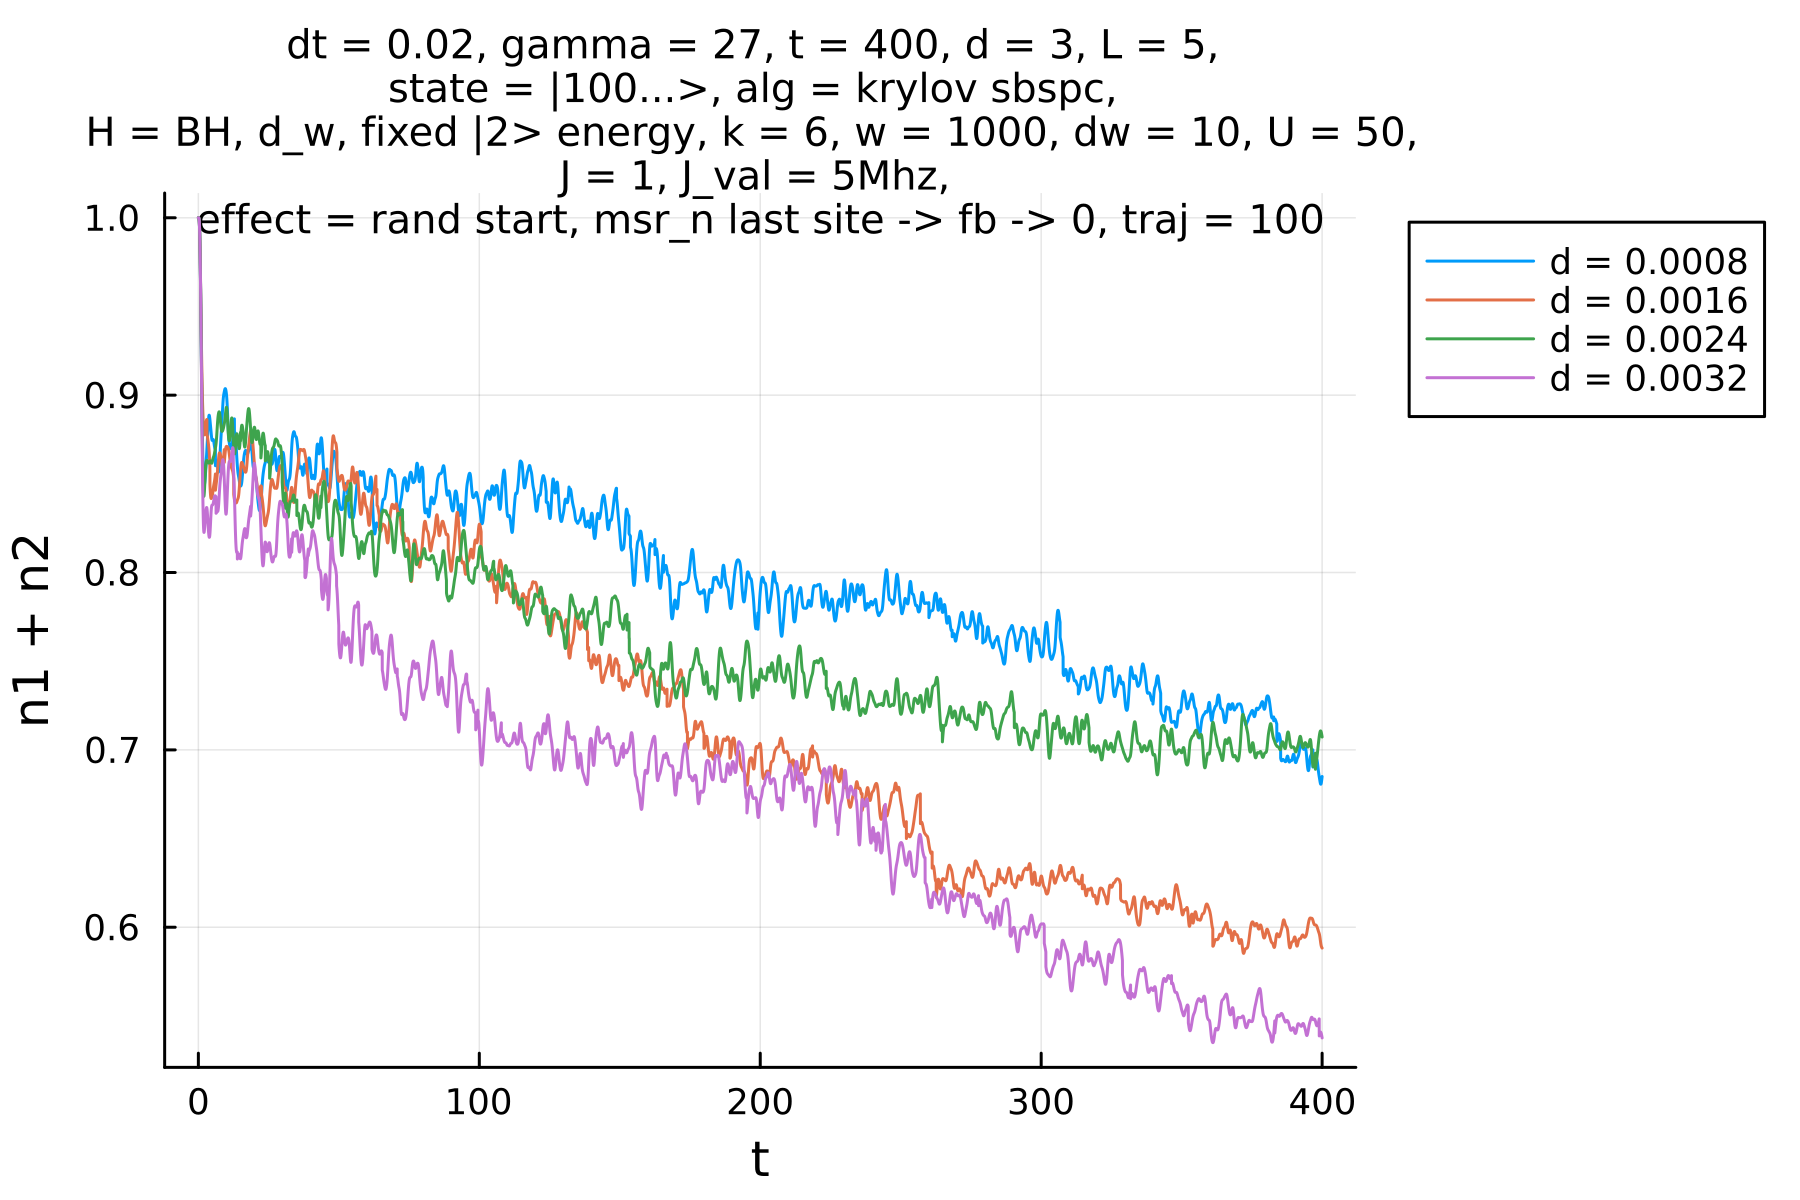 dt = 0.02, gamma = 27, t = 400, d = 3, L = 5,
state = |100...>, alg = krylov sbspc,
H = BH, d_w, fixed |2> energy, k = 6, w = 1000, dw = 10, U = 50,
J = 1, J_val = 5Mhz,
effect = rand start, msr_n last site -> fb -> 0, traj = 100
1.0
0.9
0.8
0.7
0.6
n1 + n2
0 100 200 300 400
t
d = 0.0008
d = 0.0016
d = 0.0024
d = 0.0032